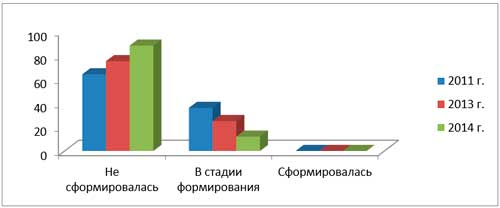 100
80
60
40
20
0
Не
сформировалась
В стадии
формирования
Сформировалась
2011 г.
2013 г.
2014 г.